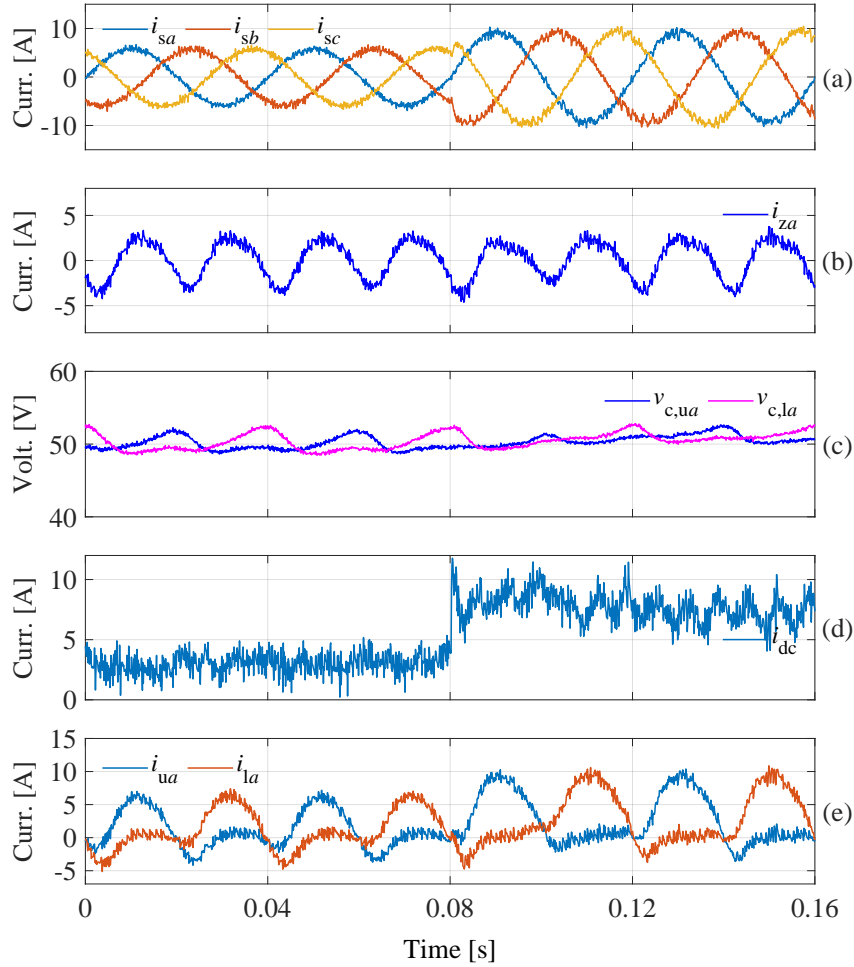 i_sa i_sb i_sc
10
0
-10
Curr. [A]
(a)
i_za
5
0
-5
Curr. [A]
(b)
60
v_c,ua v_c,la
50
40
Volt. [V]
(c)
10
5
0
Curr. [A]
i_dc
(d)
15
i_ua i_la
10
5
0
-5
Curr. [A]
(e)
0 0.04 0.08 0.12 0.16
Time [s]